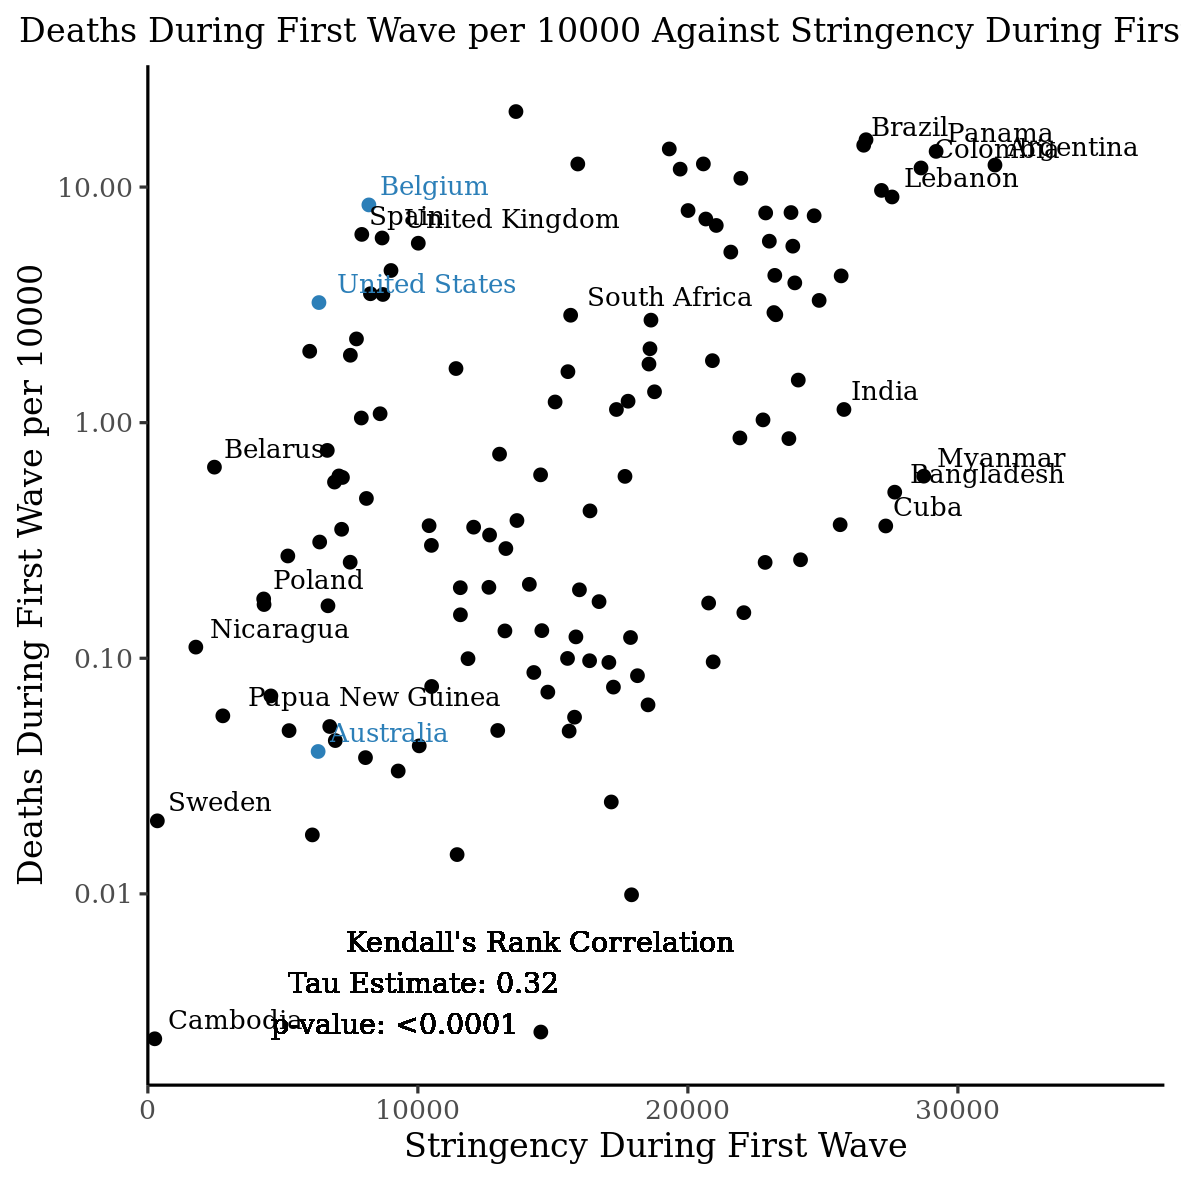 Deaths During First Wave per 10000 Against Stringency During Firs
Deaths During First Wave per 10000
10.00
1.00
0.10
0.01
Brazil
Panama
Colombia
Argentina
Lebanon
Belgium
Spain
United Kingdom
United States
South Africa
India
Belarus
Myanmar
Bangladesh
Cuba
Poland
Nicaragua
Papua New Guinea
Australia
Sweden
Kendall's Rank Correlation
Tau Estimate: 0.32
Cambodia
p-value: <0.0001
0
10000
20000
30000
Stringency During First Wave